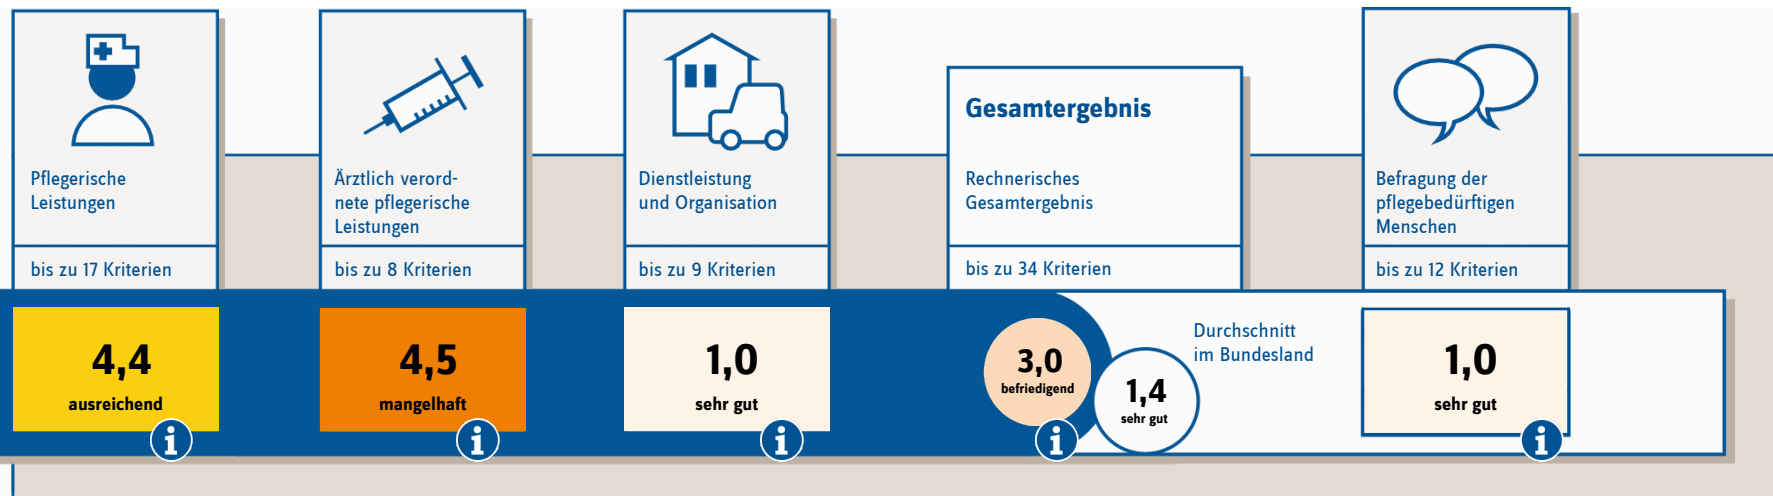 Pflegerische
Leistungen
bis zu 17 Kriterien
4,4
ausreichend
i
Ärztlich verord-
nete pflegerische
Leistungen
bis zu 8 Kriterien
4,5
mangelhaft
i
Dienstleistung
und Organisation
bis zu 9 Kriterien
1,0
sehr gut
i
Gesamtergebnis
Rechnerisches
Gesamtergebnis
bis zu 34 Kriterien
3,0
befriedigend
i
1,4
sehr gut
Durchschnitt
im Bundesland
Befragung der
pflegebedürftigen
Menschen
bis zu 12 Kriterien
1,0
sehr gut
i